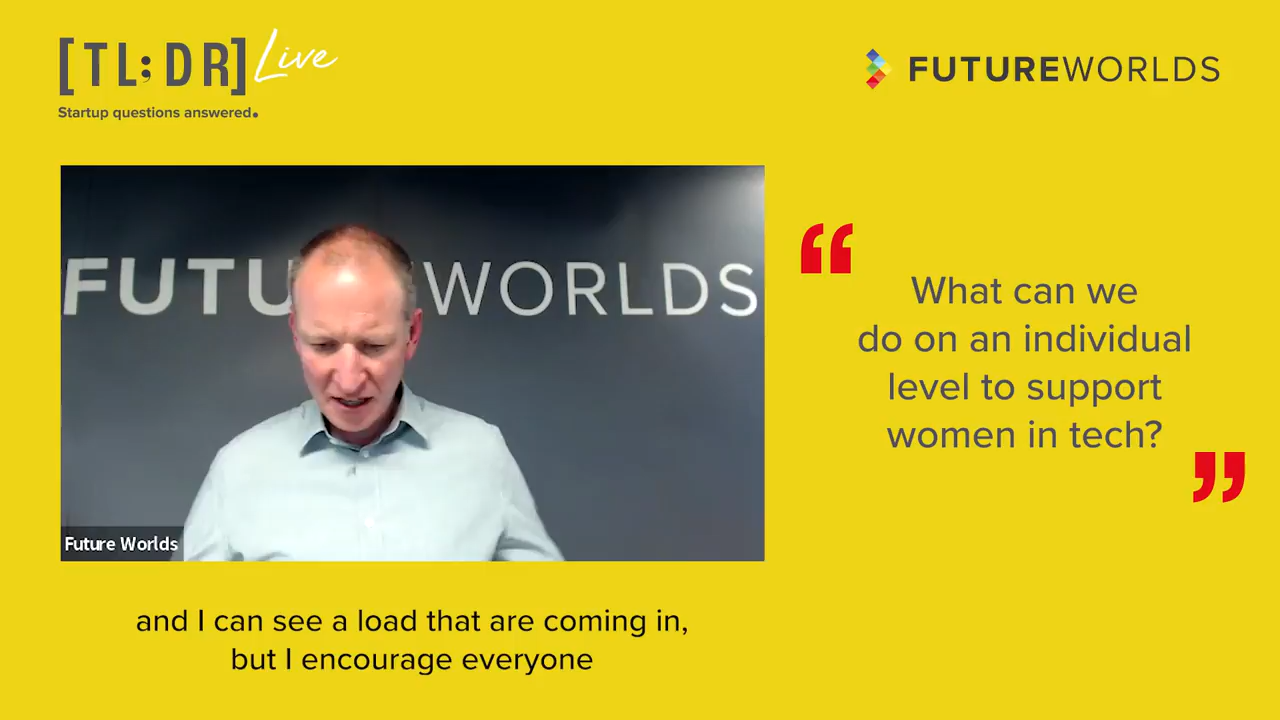 [TL;DR] Live
Startup questions answered.
FUTUREWORLDS
FUTU WORLDS
Future Worlds
“
What can we
do on an individual
level to support
women in tech?
”
and I can see a load that are coming in,
but I encourage everyone